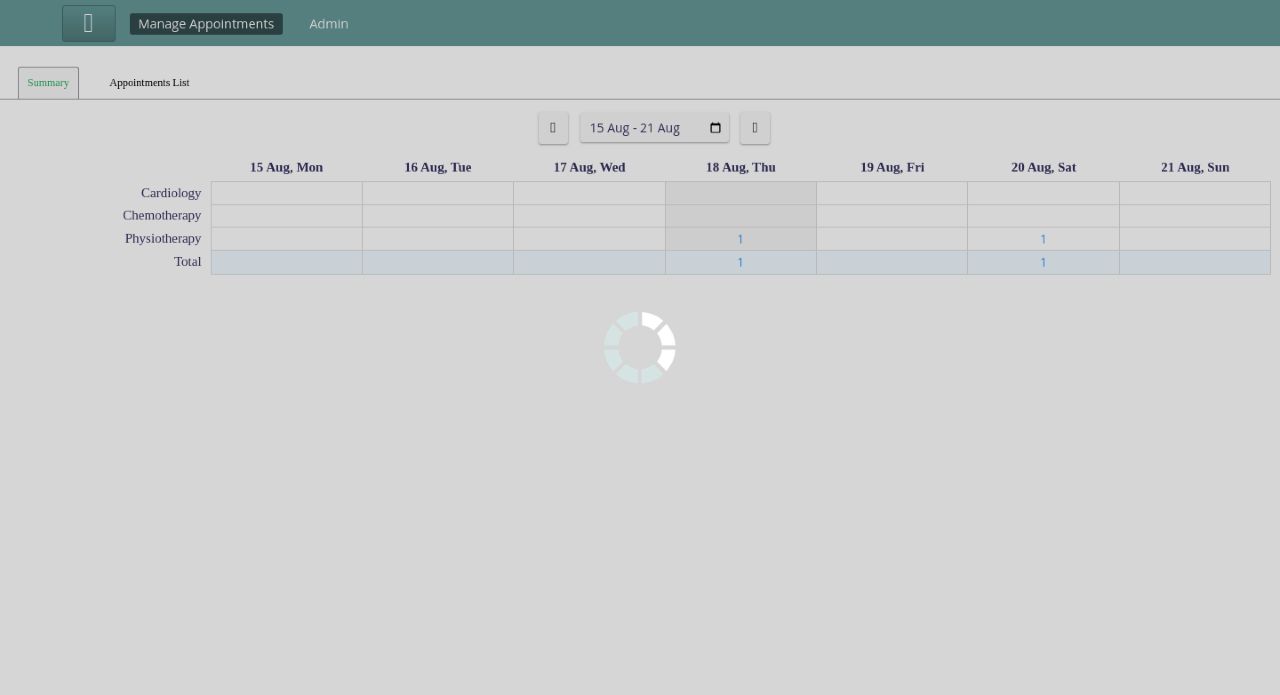 Manage Appointments Admin
Summary Appointments List
15 Aug - 21 Aug
15 Aug, Mon 16 Aug, Tue 17 Aug, Wed 18 Aug, Thu 19 Aug, Fri 20 Aug, Sat 21 Aug, Sun
Cardiology
Chemotherapy
Physiotherapy 1 1
Total 1 1